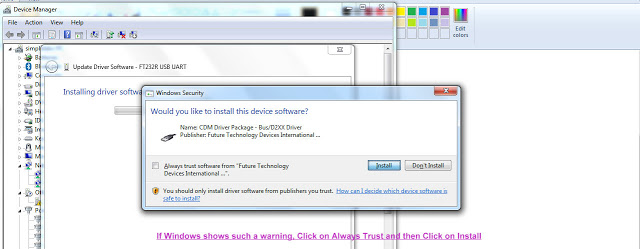 Device Manager
File Action View Help
Edit
colors
Update Driver Software - FT232R USB UART
Installing driver software
Windows Security
Would you like to install this device software?
Name: CDM Driver Package - Bus/D2XX Driver
Publisher: Future Technology Devices International ...
Always trust software from "Future Technology
Devices International ...".
Install
Don't Install
You should only install driver software from publishers you trust. How can I decide which device software is
safe to install?
If Windows shows such a warning, Click on Always Trust and then Click on Install